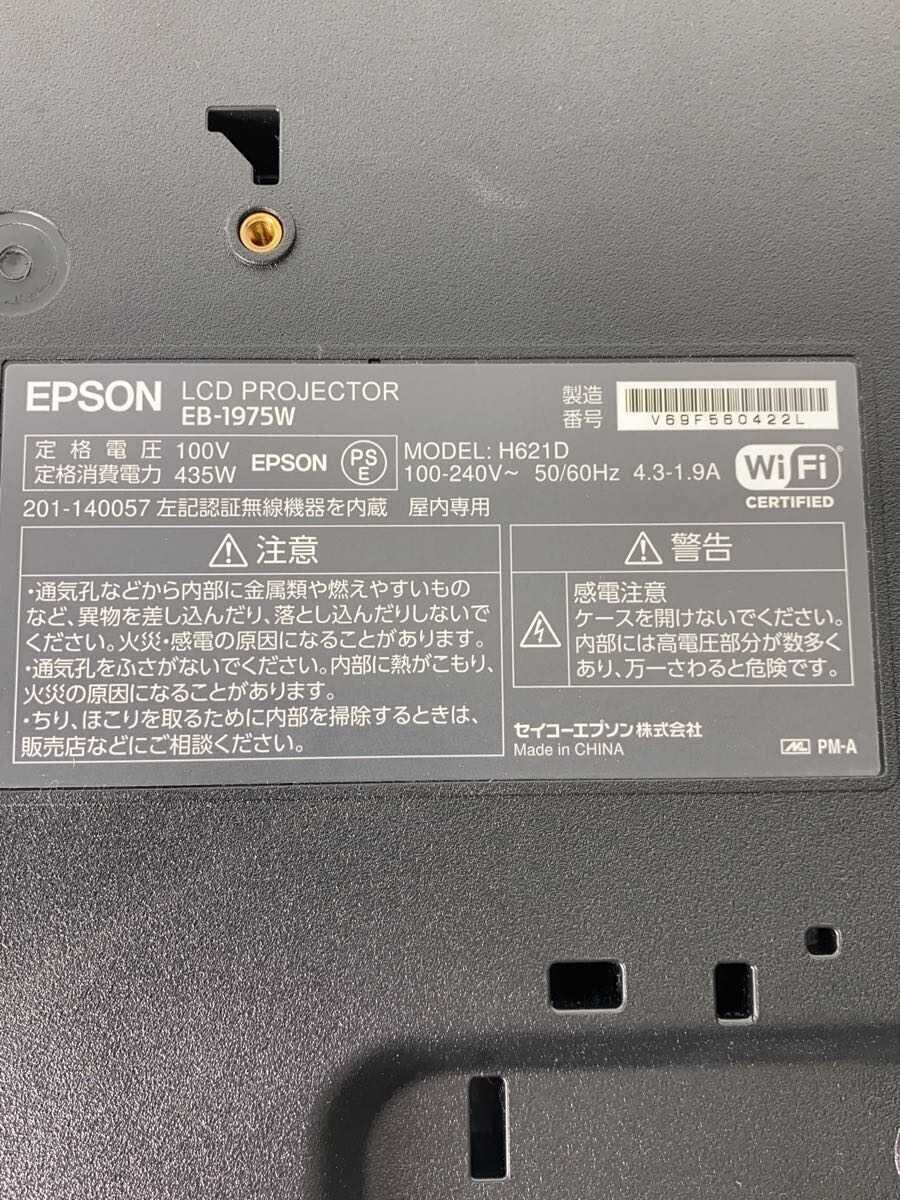 EPSON LCD PROJECTOR
EB-1975W
製造
番号
V69F560422L
定格電圧 100V
定格消費電力 435W
EPSON
PS
E
MODEL: H621D
100-240V~ 50/60Hz 4.3-1.9A
Wi Fi
CERTIFIED
201-140057 左記認証無線機器を内蔵 屋内専用
注意
・通気孔などから内部に金属類や燃えやすいもの
など、異物を差し込んだり、落とし込んだりしないで
ください。火災・感電の原因になることがあります。
・通気孔をふさがないでください。内部に熱がこもり、
火災の原因になることがあります。
・ちり、ほこりを取るために内部を掃除するときは、
販売店などにご相談ください。
警告
感電注意
ケースを開けないでください。
内部には高電圧部分が数多く
あり、万一さわると危険です。
セイコーエプソン株式会社
Made in CHINA
PM-A